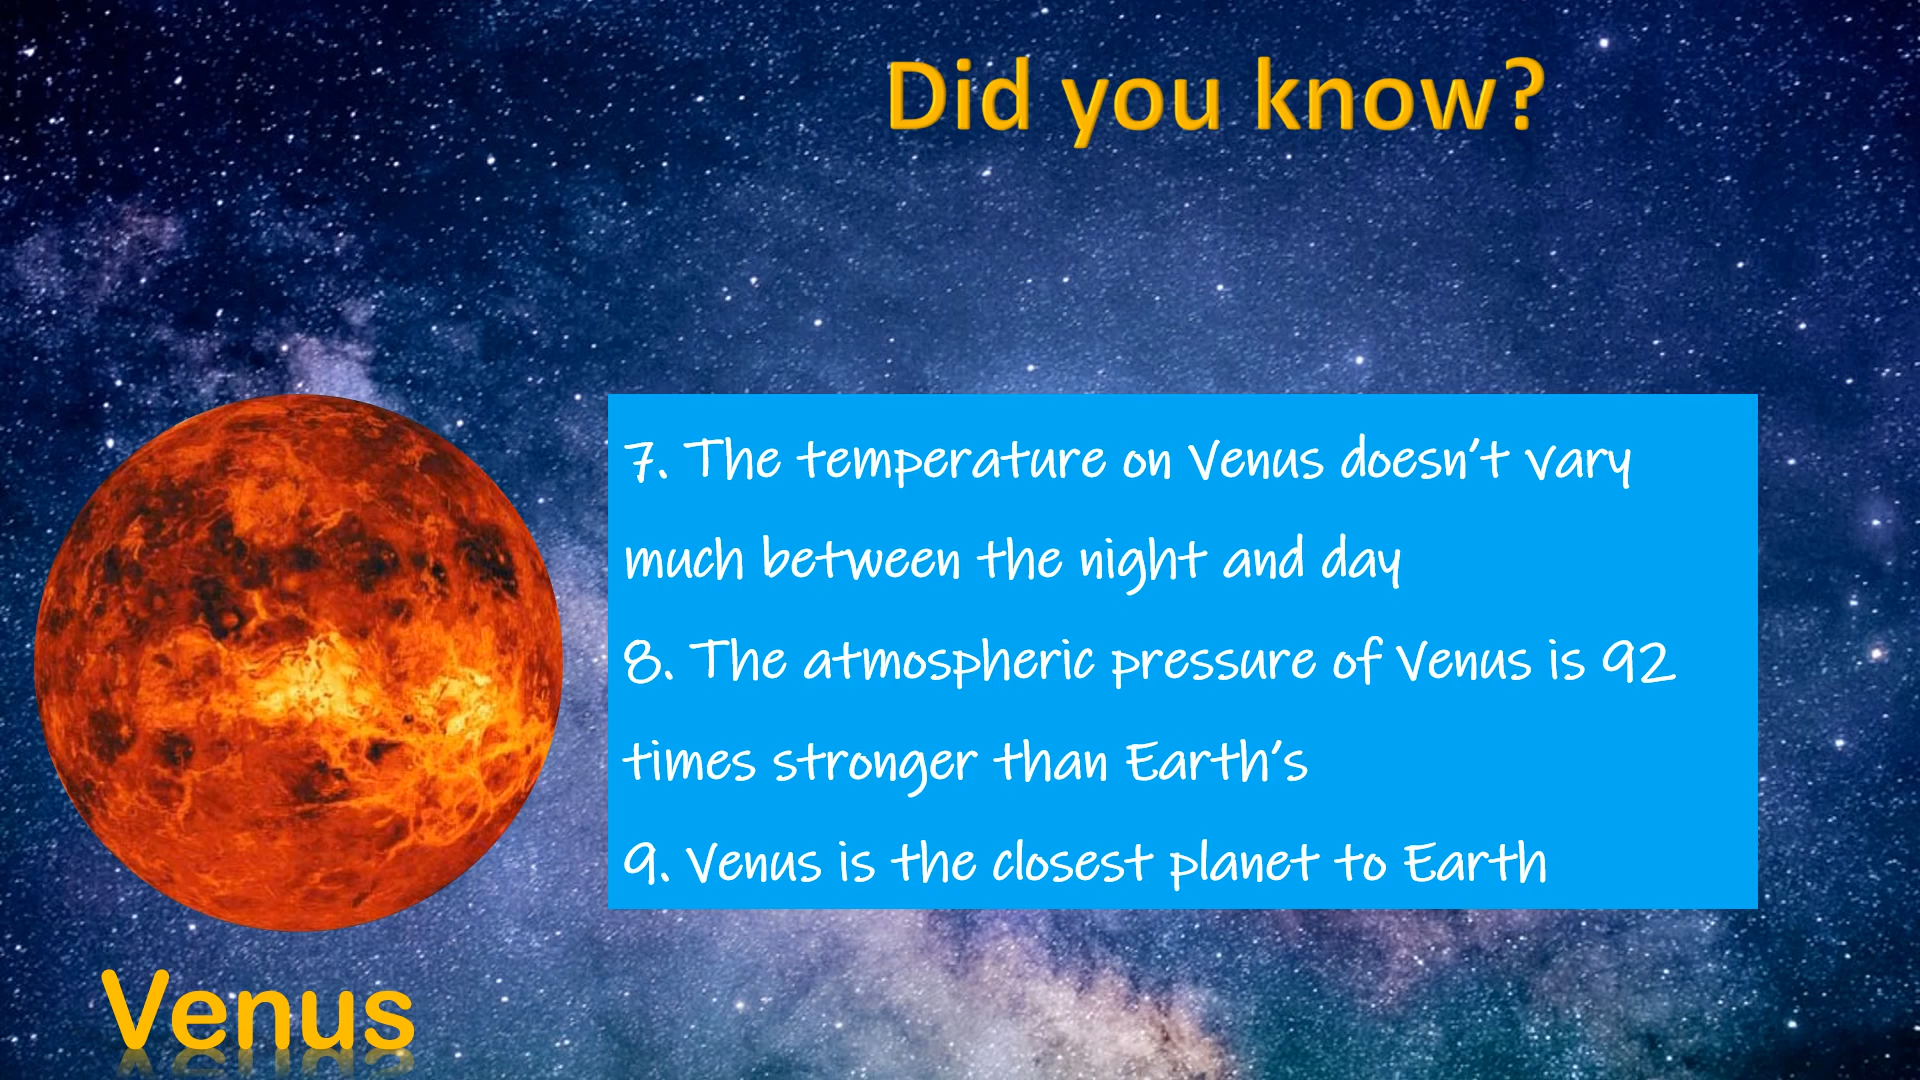 Did you know?
7. The temperature on Venus doesn't vary
much between the night and day
8. The atmospheric pressure of Venus is 92
times stronger than Earth's
9. Venus is the closest planet to Earth
Venus